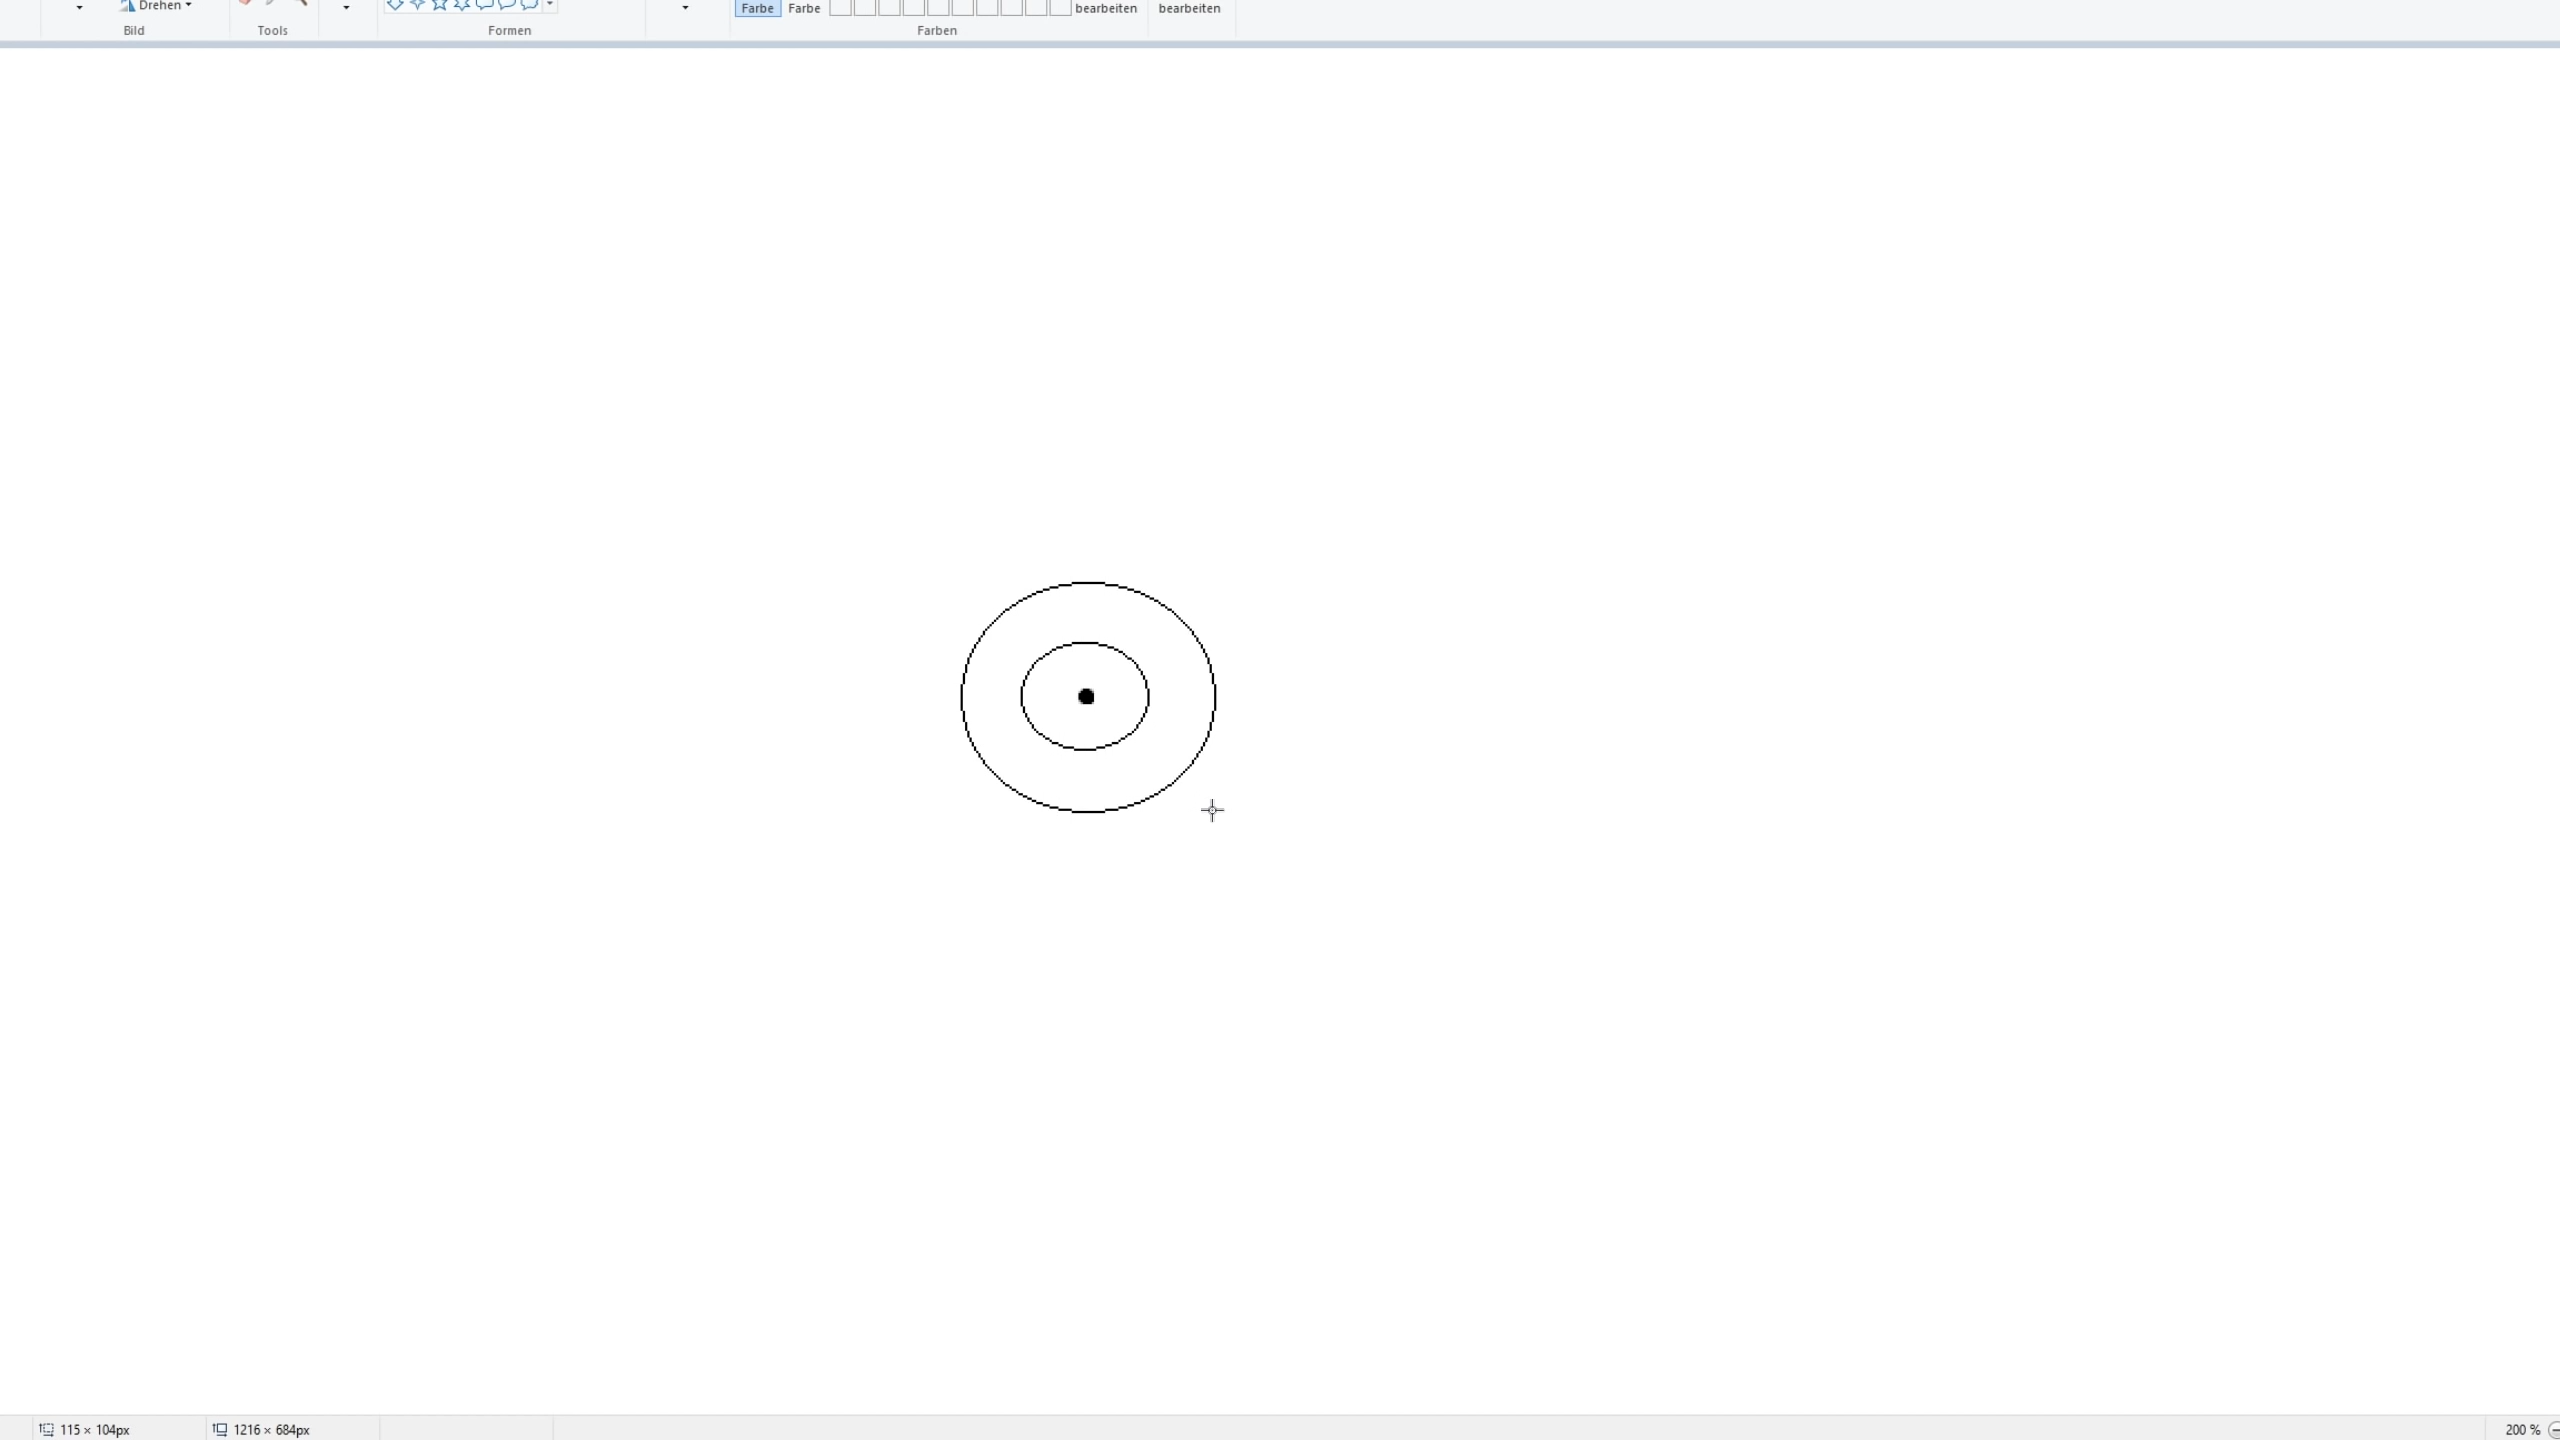 Drehen
Farbe Farbe bearbeiten bearbeiten
Bild Tools Formen Farben
115 × 104px 1216 × 684px 200 %